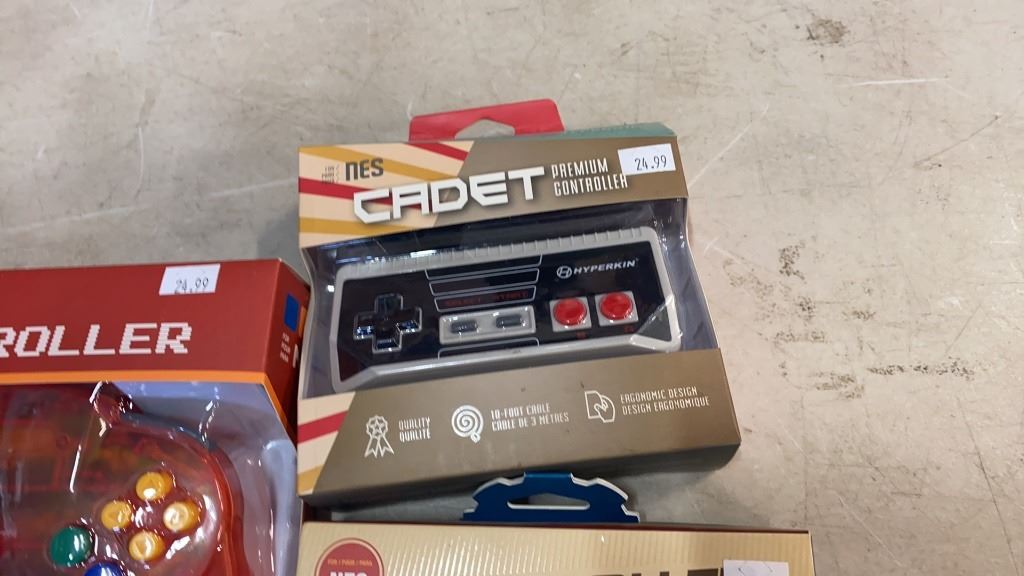 NES
CADET
PREMIUM
CONTROLLER
24.99
HYPERKIN
SELECT START
QUALITY
QUALITÉ
10-FOOT CABLE
CABLE DE 3 MÈTRES
ERGONOMIC DESIGN
DESIGN ERGONOMIQUE
24.99
ROLLER
NES